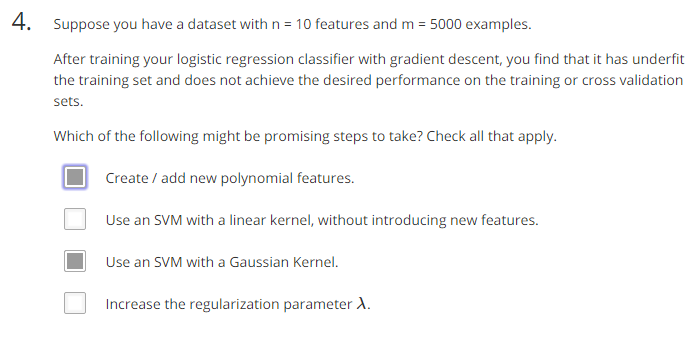 4. Suppose you have a dataset with n = 10 features and m = 5000 examples.
After training your logistic regression classifier with gradient descent, you find that it has underfit
the training set and does not achieve the desired performance on the training or cross validation
sets.
Which of the following might be promising steps to take? Check all that apply.
Create / add new polynomial features.
Use an SVM with a linear kernel, without introducing new features.
Use an SVM with a Gaussian Kernel.
Increase the regularization parameter λ.